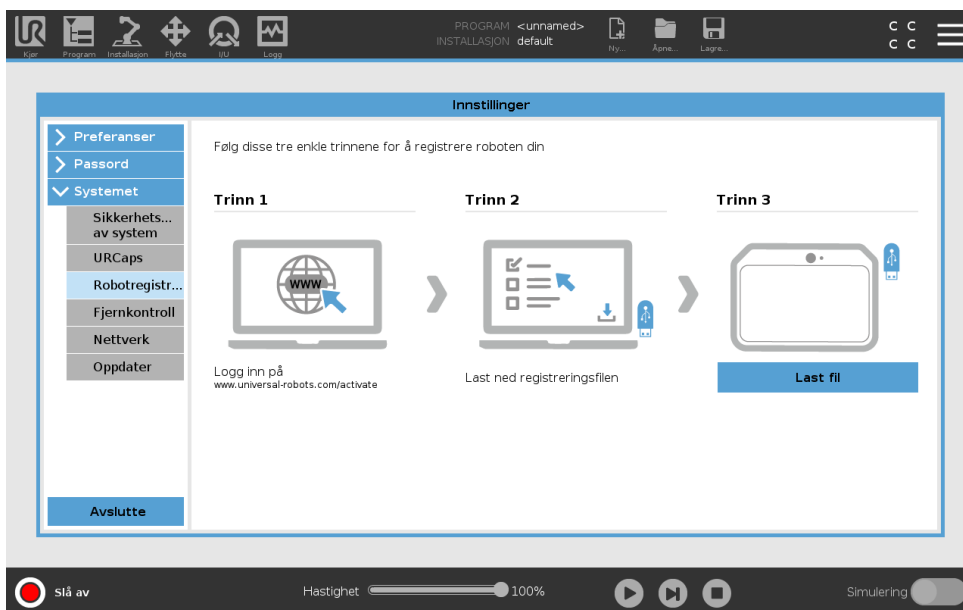 PROGRAM <unnamed>
INSTALLASJON default
Kjør Program Installasjon Flytte I/U Logg Ny... Åpne... Lagre...
C C
C C
Innstillinger
Preferanser
Passord
Systemet
Sikkerhets...
av system
URCaps
Robotregistr...
Fjernkontroll
Nettverk
Oppdater
Avslutte
Følg disse tre enkle trinnene for å registrere roboten din
Trinn 1
www
Logg inn på
www.universal-robots.com/activate
Trinn 2
Last ned registreringsfilen
Trinn 3
Last fil
Slå av
Hastighet 100%
Simulering